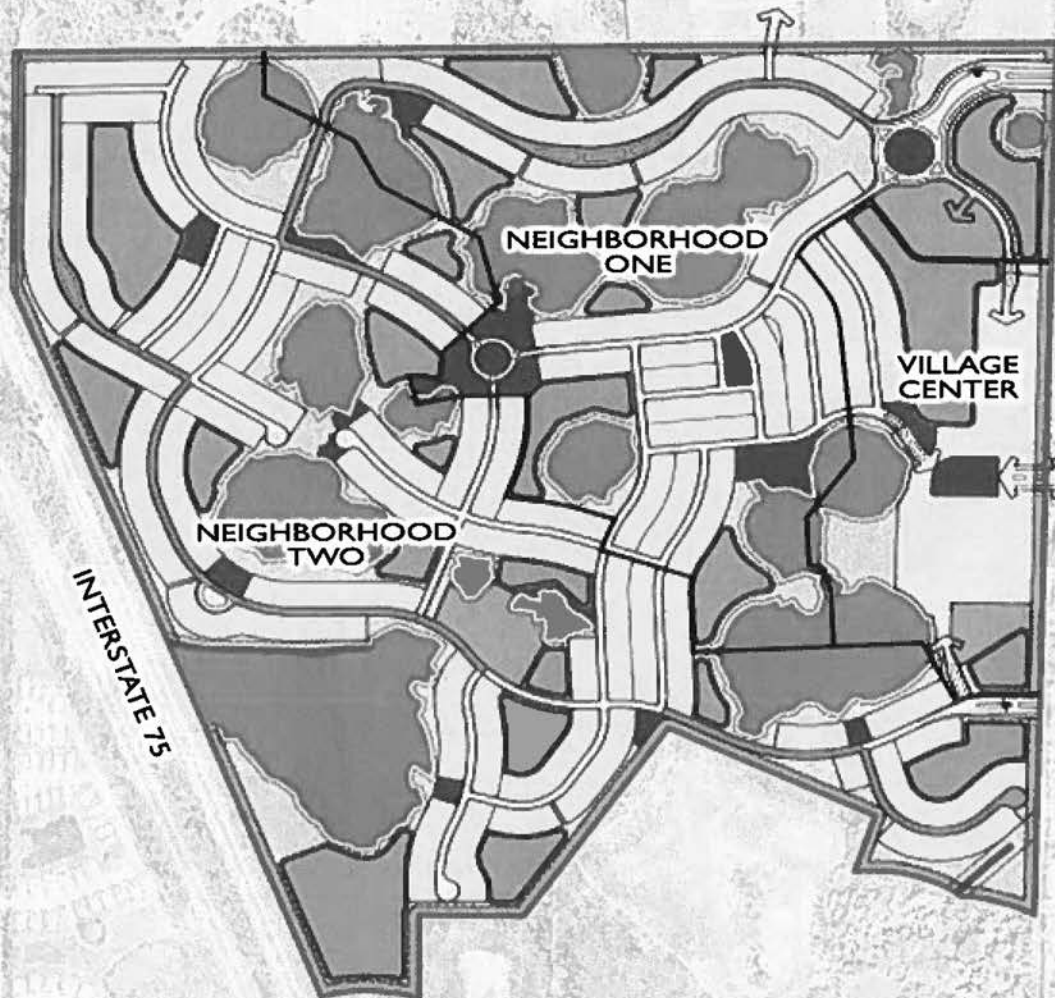 NEIGHBORHOOD
ONE
VILLAGE
CENTER
NEIGHBORHOOD
TWO
INTERSTATE 75